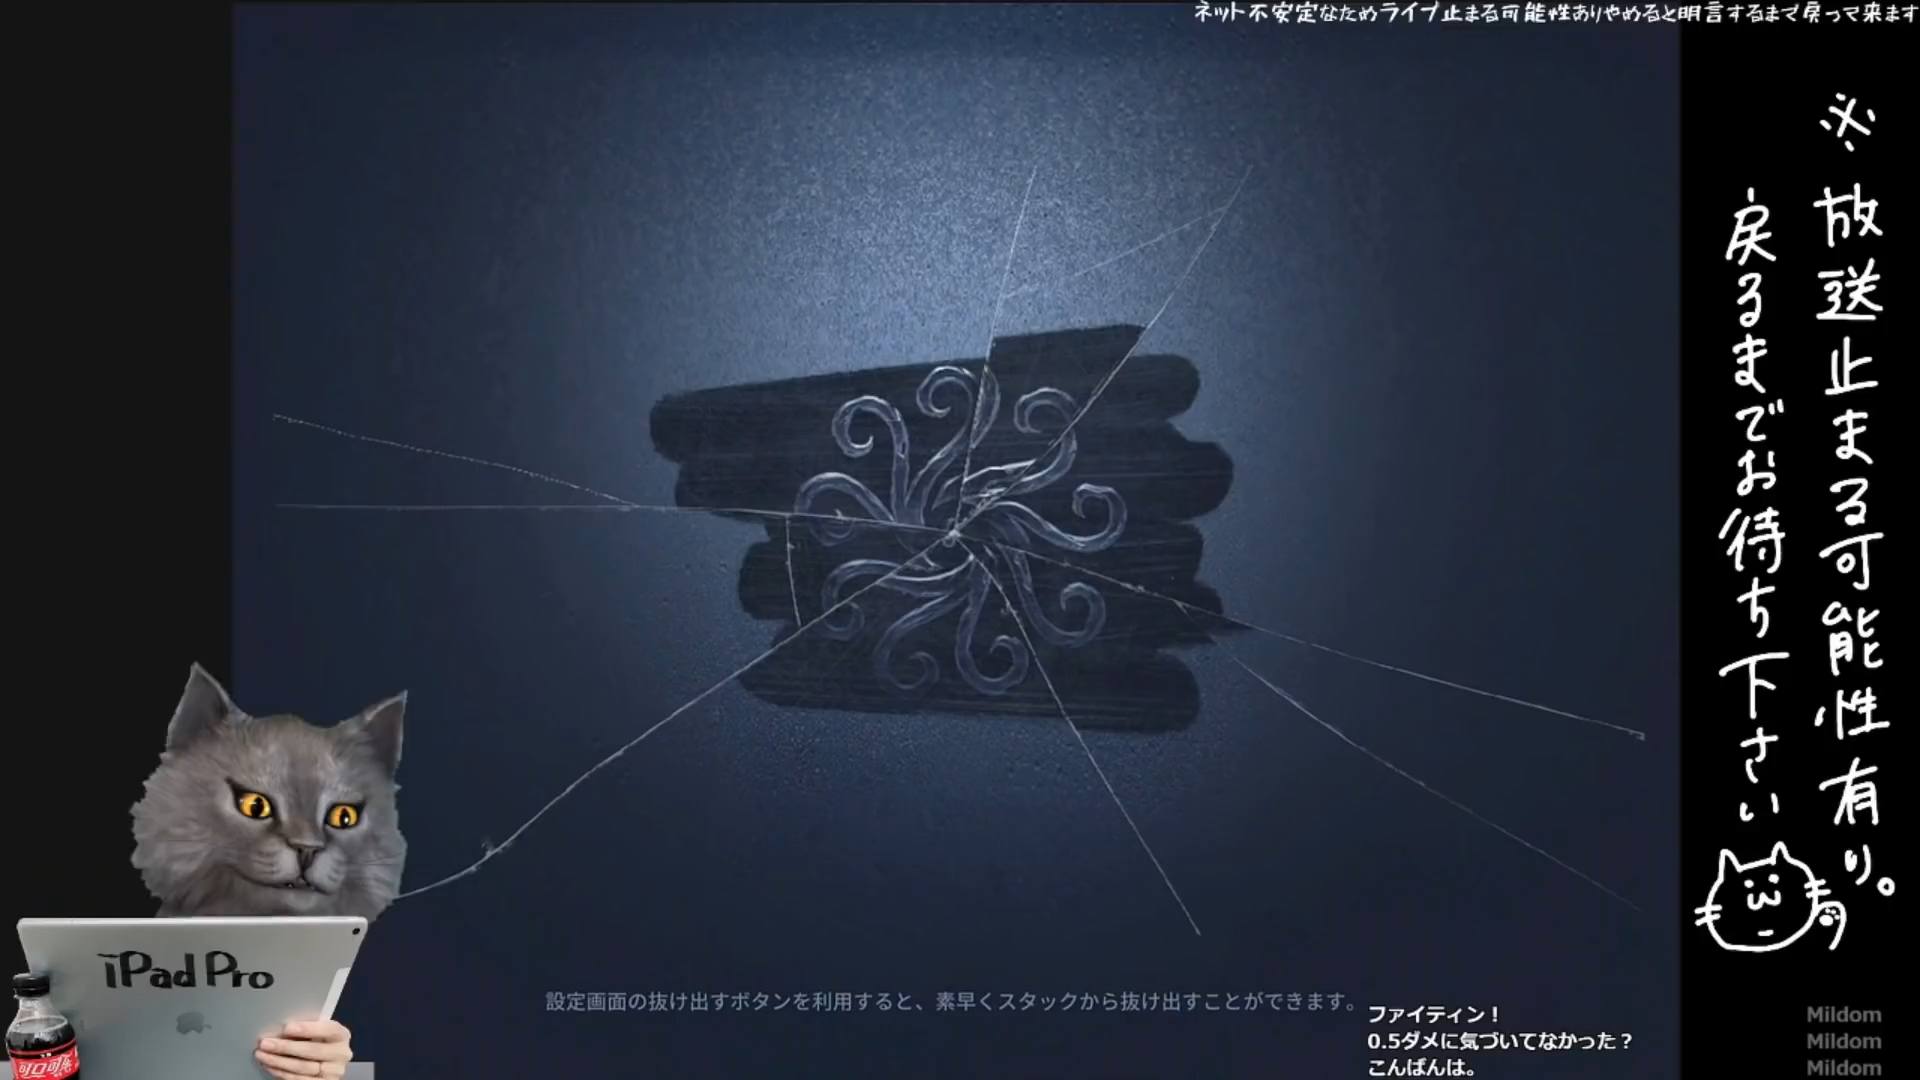 ネット不安定なためライブ止まる可能性ありやめると明言するまで戻って来ます
※放送止まる可能性有り。
戻るまでお待ち下さい
iPad Pro
可口可乐
設定画面の抜け出すボタンを利用すると、素早くスタックから抜け出すことができます。
ファイティン！
0.5ダメに気づいてなかった？
こんばんは。
Mildom
Mildom
Mildom